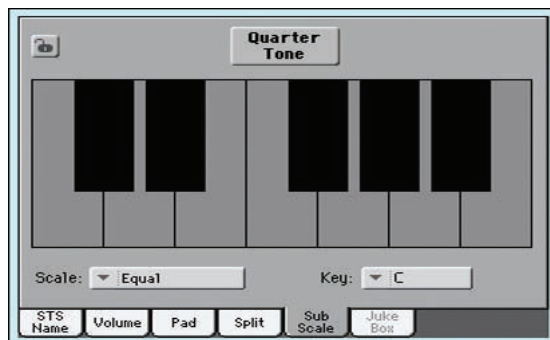 Quarter
Tone
Scale: Equal Key: C
STS
Name Volume Pad Split Sub
Scale Juke
Box